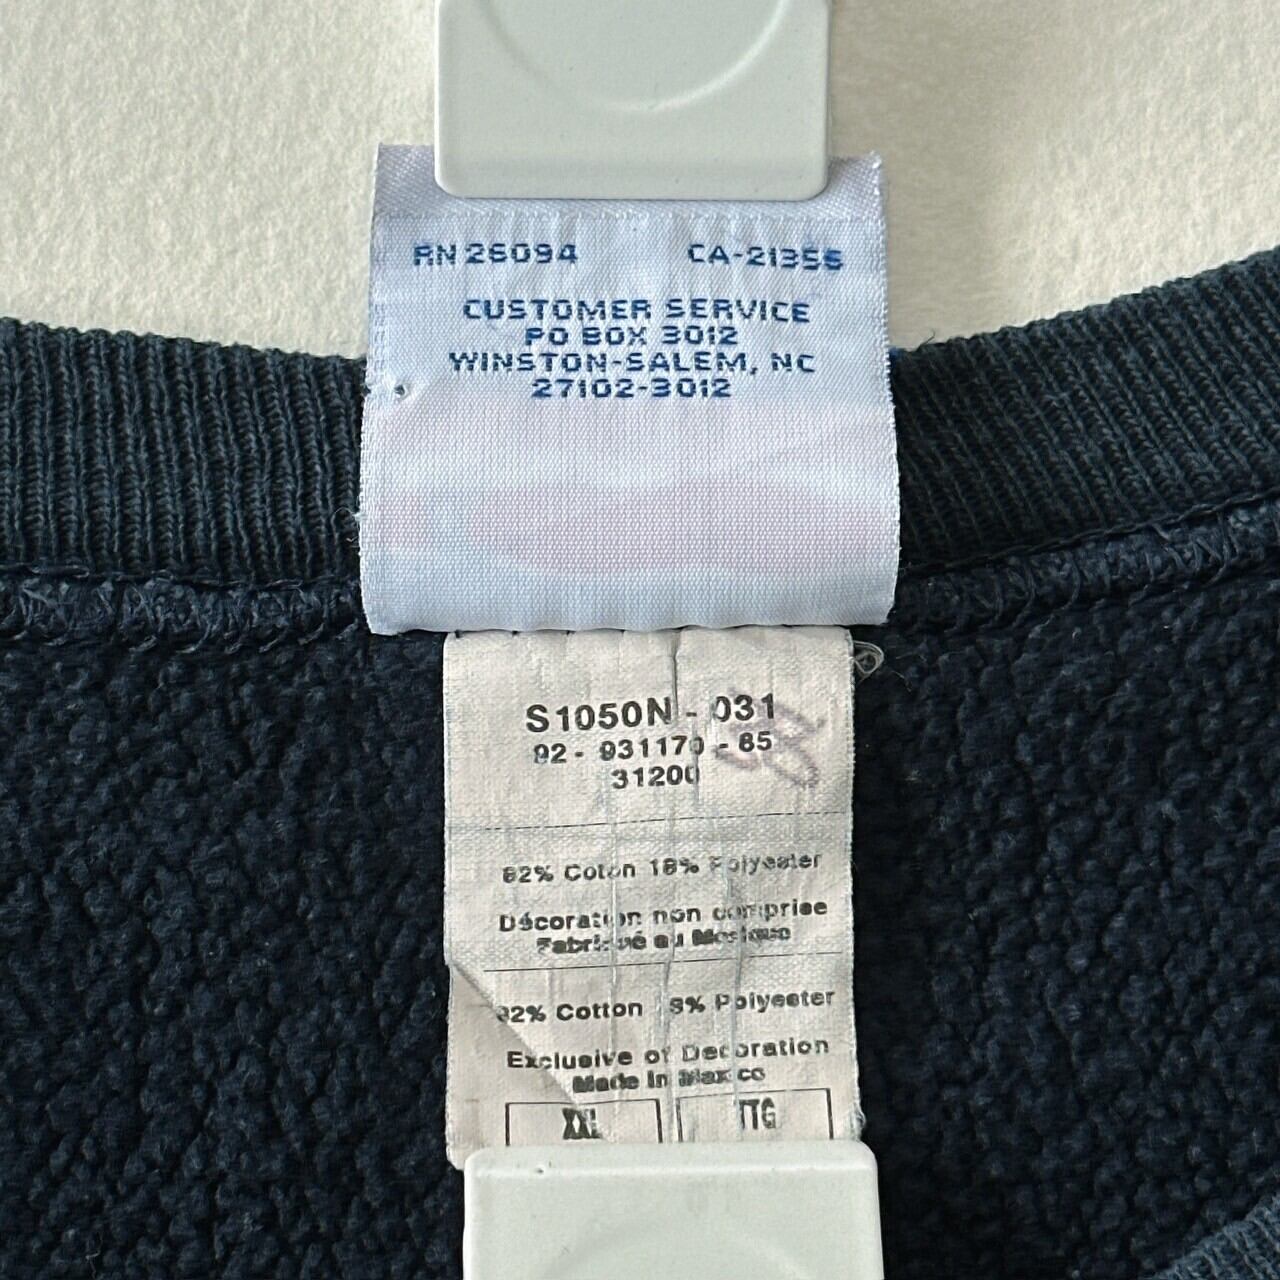 RN 26094 CA-21355
CUSTOMER SERVICE
PO BOX 3012
WINSTON-SALEM, NC
27102-3012
S1050N - 031
92 - 931170 - 65
31200
82% Coton 18% Polyester
Décoration non comprise
Fabriqué au Mexique
82% Cotton 8% Polyester
Exclusive of Decoration
Made in Mexico
XXL TTG